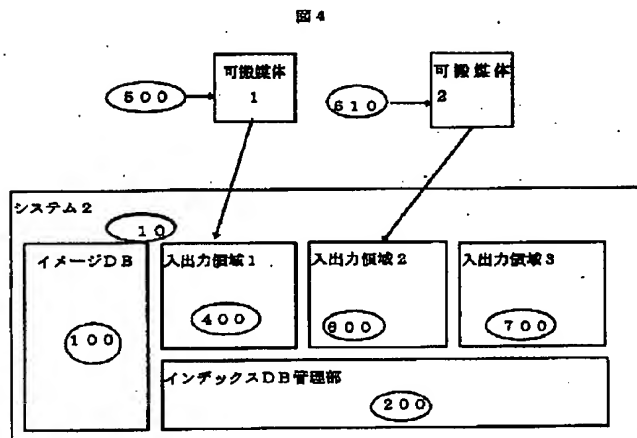 図4
可搬媒体
1
500
可搬媒体
2
610
システム2
10
イメージDB
100
入出力領域1
400
入出力領域2
600
入出力領域3
700
インデックスDB管理部
200